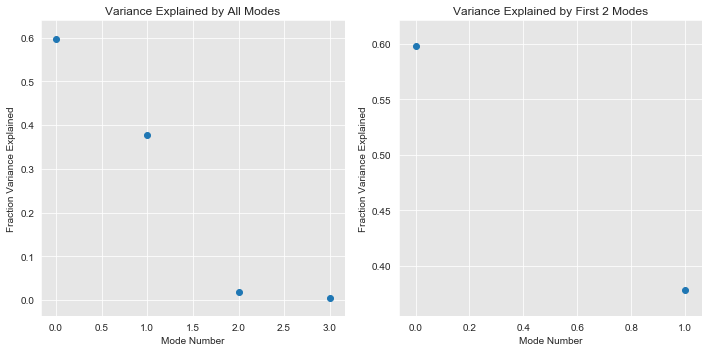 Variance Explained by All Modes
0.6
0.5
0.4
0.3
0.2
0.1
0.0
Fraction Variance Explained
0.0 0.5 1.0 1.5 2.0 2.5 3.0
Mode Number
Variance Explained by First 2 Modes
0.60
0.55
0.50
0.45
0.40
Fraction Variance Explained
0.0 0.2 0.4 0.6 0.8 1.0
Mode Number